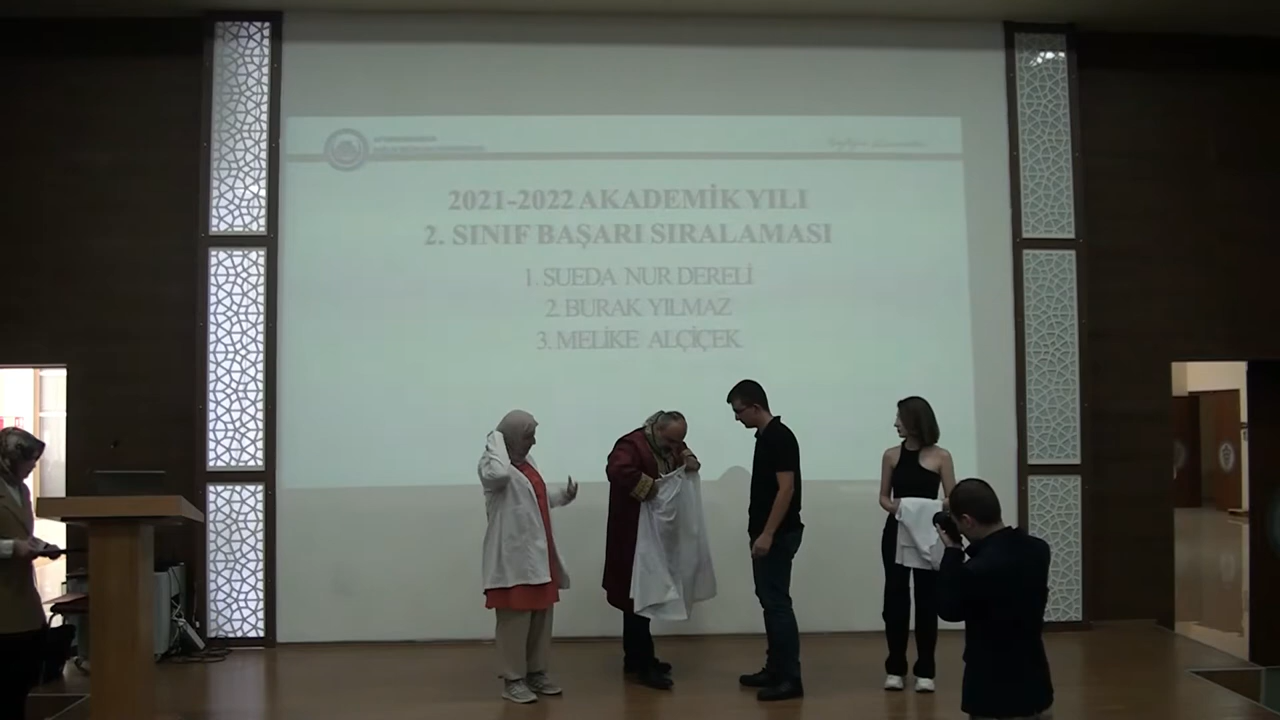 2021-2022 AKADEMİK YILI
2. SINIF BAŞARI SIRALAMASI
1. SUEDA NUR DERELİ
2. BURAK YILMAZ
3. MELİKE ALÇİÇEK